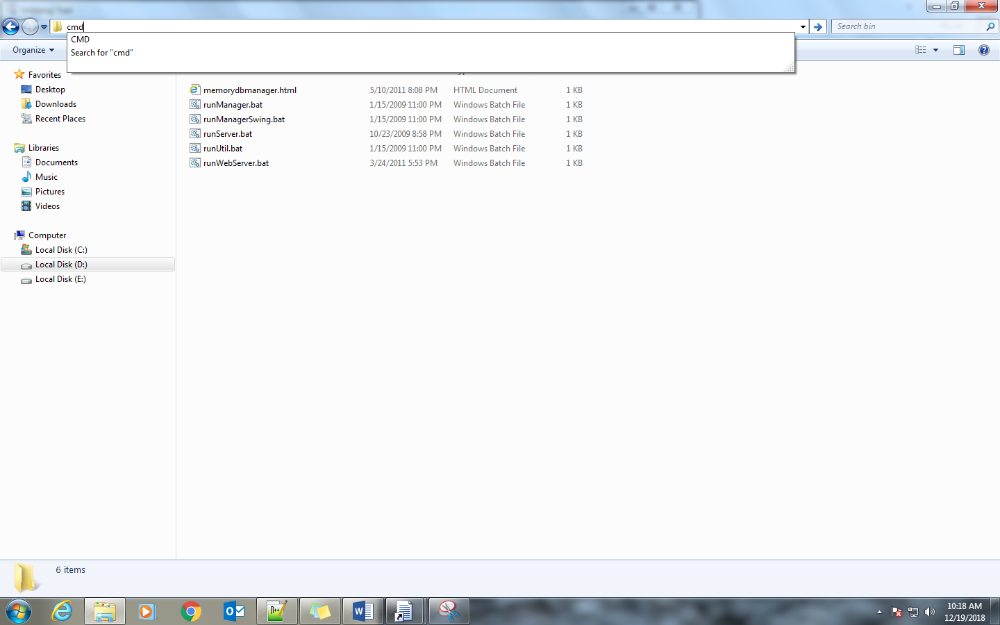 cmd
Search bin
CMD
Search for "cmd"
Organize
Favorites
Desktop
Downloads
Recent Places
Libraries
Documents
Music
Pictures
Videos
Computer
Local Disk (C:)
Local Disk (D:)
Local Disk (E:)
memorydbmanager.html 5/10/2011 8:08 PM HTML Document 1 KB
runManager.bat 1/15/2009 11:00 PM Windows Batch File 1 KB
runManagerSwing.bat 1/15/2009 11:00 PM Windows Batch File 1 KB
runServer.bat 10/23/2009 8:58 PM Windows Batch File 1 KB
runUtil.bat 1/15/2009 11:00 PM Windows Batch File 1 KB
runWebServer.bat 3/24/2011 5:53 PM Windows Batch File 1 KB
6 items
10:18 AM
12/19/2018